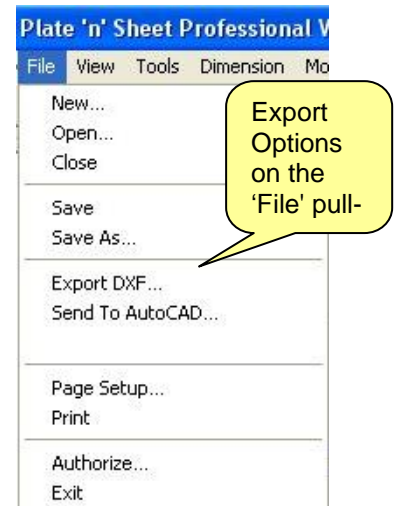 Plate 'n' Sheet Professional
File View Tools Dimension Mo
New...
Open...
Close
Save
Save As...
Export DXF...
Send To AutoCAD...
Page Setup...
Print
Authorize...
Exit
Export
Options
on the
‘File' pull-